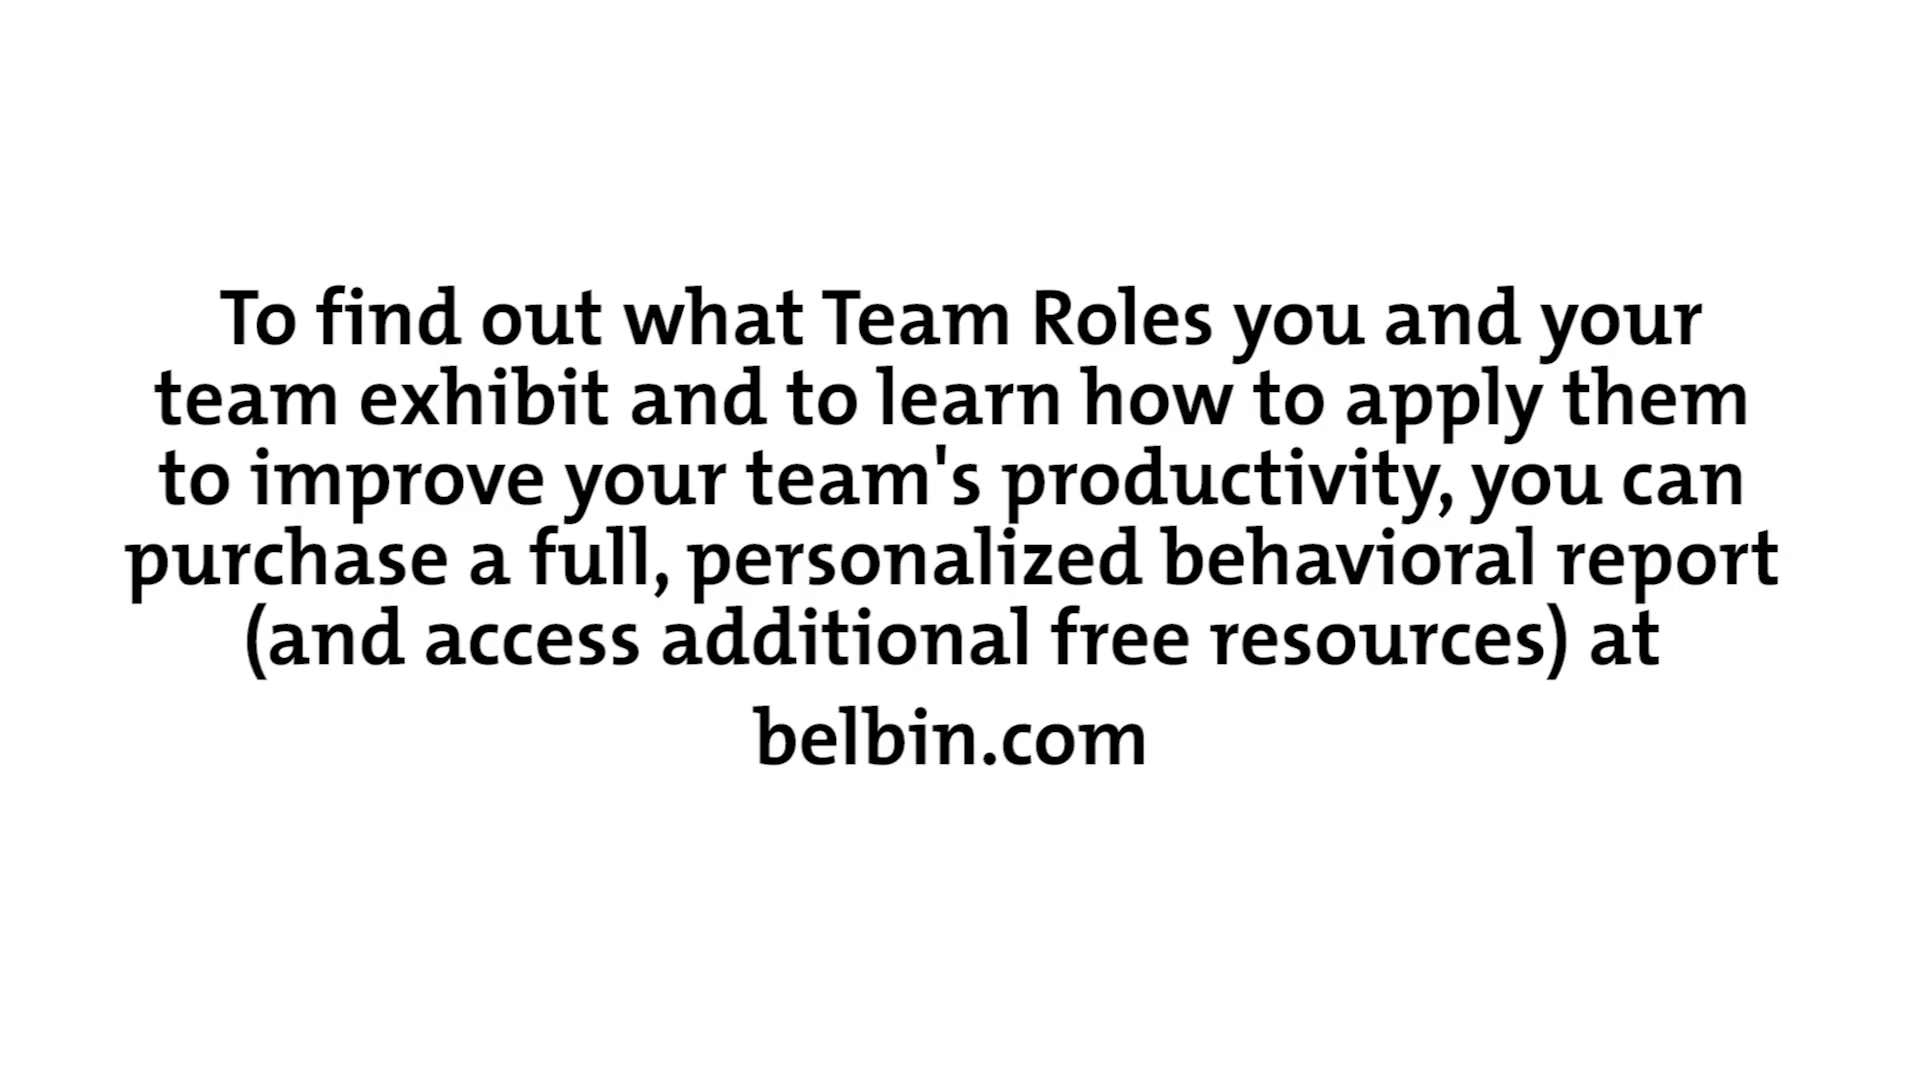 To find out what Team Roles you and your
team exhibit and to learn how to apply them
to improve your team's productivity, you can
purchase a full, personalized behavioral report
(and access additional free resources) at
belbin.com